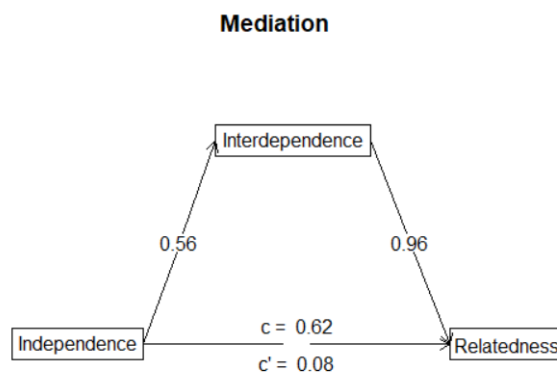 Mediation
Interdependence
0.56
0.96
c = 0.62
Independence
Relatedness
c' = 0.08